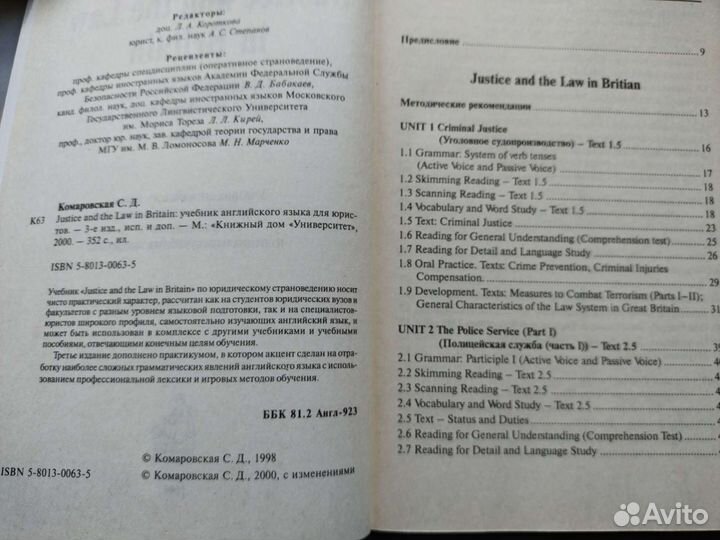 Редакторы:
доц. Л. А. Короткова
юрист, к. фил. наук А. С. Степанов
Рецензенты:
проф. кафедры спецдисциплин (оперативное страноведение),
проф. кафедры иностранных языков Академии Федеральной Службы
Безопасности Российской Федерации В. Д. Бабакаев,
канд. филол. наук, доц. кафедры иностранных языков Московского
Государственного Лингвистического Университета
им. Мориса Тореза Л. Л. Кирей,
проф., доктор юр. наук, зав. кафедрой теории государства и права
МГУ им. М. В. Ломоносова М. Н. Марченко
Комаровская С. Д.
К63 Justice and the Law in Britain: учебник английского языка для юрис-
тов. — 3-е изд., исп. и доп. — М.: «Книжный дом «Университет»,
2000. — 352 с., ил.
ISBN 5-8013-0063-5
Учебник «Justice and the Law in Britain» по юридическому страноведению носит
чисто практический характер, рассчитан как на студентов юридических вузов и
факультетов с разным уровнем языковой подготовки, так и на специалистов-
юристов широкого профиля, самостоятельно изучающих английский язык, и
может быть использован в комплексе с другими учебниками и учебными
пособиями, отвечающими конечным целям обучения.
Третье издание дополнено практикумом, в котором акцент сделан на отра-
ботку наиболее сложных грамматических явлений английского языка с исполь-
зованием профессиональной лексики и игровых методов обучения.
ББК 81.2 Англ-923
© Комаровская С. Д., 1998
ISBN 5-8013-0063-5 © Комаровская С. Д., 2000, с изменениями
Предисловие 9
Justice and the Law in Britian
Методические рекомендации 13
UNIT 1 Criminal Justice
(Уголовное судопроизводство) – Text 1.5 16
1.1 Grammar: System of verb tenses
(Active Voice and Passive Voice) 17
1.2 Skimming Reading – Text 1.5 18
1.3 Scanning Reading – Text 1.5 18
1.4 Vocabulary and Word Study – Text 1.5 18
1.5 Text: Criminal Justice 23
1.6 Reading for General Understanding (Comprehension test) 25
1.7 Reading for Detail and Language Study 26
1.8 Oral Practice. Texts: Crime Prevention, Criminal Injuries
Compensation. 29
1.9 Development. Texts: Measures to Combat Terrorism (Parts I–II);
General Characteristics of the Law System in Great Britain 31
UNIT 2 The Police Service (Part I)
(Полицейская служба (часть I)) – Text 2.5 39
2.1 Grammar: Participle I (Active Voice and Passive Voice)
2.2 Skimming Reading – Text 2.5
2.3 Scanning Reading – Text 2.5
2.4 Vocabulary and Word Study – Text 2.5
2.5 Text – Status and Duties
2.6 Reading for General Understanding (Comprehension Test)
2.7 Reading for Detail and Language Study
Avito